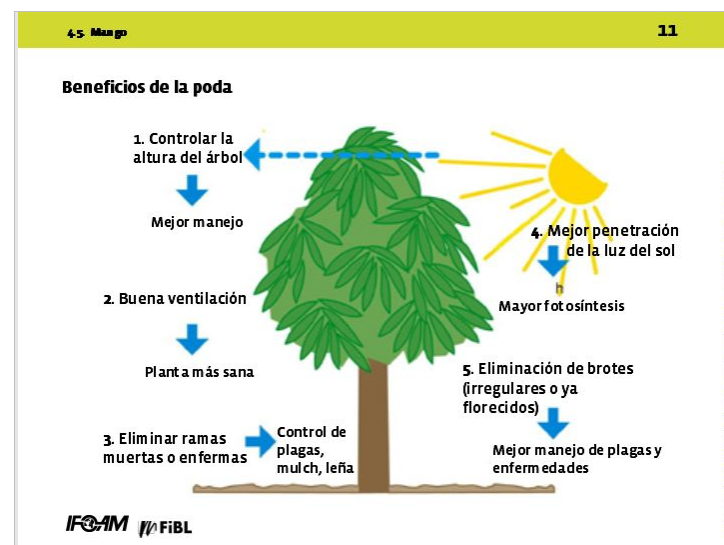 4.5. Mango
11
Beneficios de la poda
1. Controlar la
altura del árbol
Mejor manejo
2. Buena ventilación
Planta más sana
3. Eliminar ramas
muertas o enfermas
Control de
plagas,
mulch, leña
4. Mejor penetración
de la luz del sol
h
Mayor fotosíntesis
5. Eliminación de brotes
(irregulares o ya
florecidos)
Mejor manejo de plagas y
enfermedades
IFOAM
FiBL